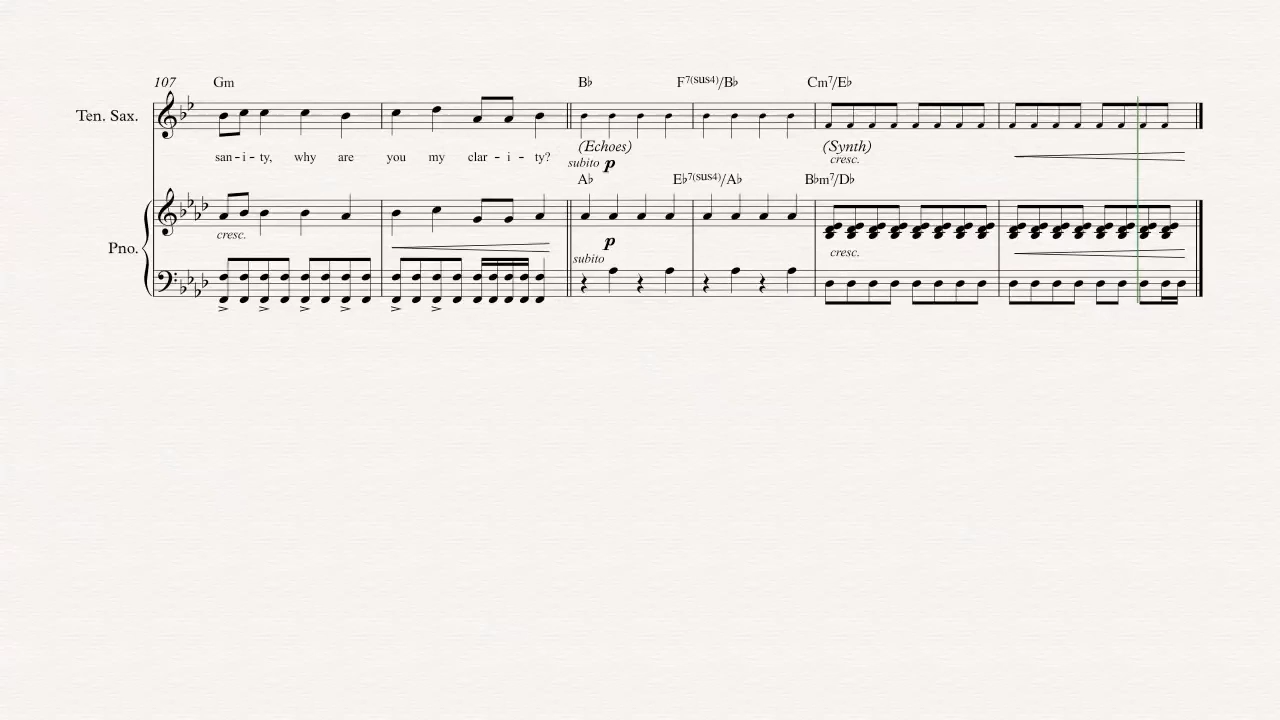 107 Gm B♭ F7(sus4)/B♭ Cm7/E♭
Ten. Sax.
(Echoes) (Synth)
san - i - ty, why are you my clar - i - ty? subito p cresc.
A♭ E♭7(sus4)/A♭ B♭m7/D♭
Pno.
cresc. p cresc.
subito